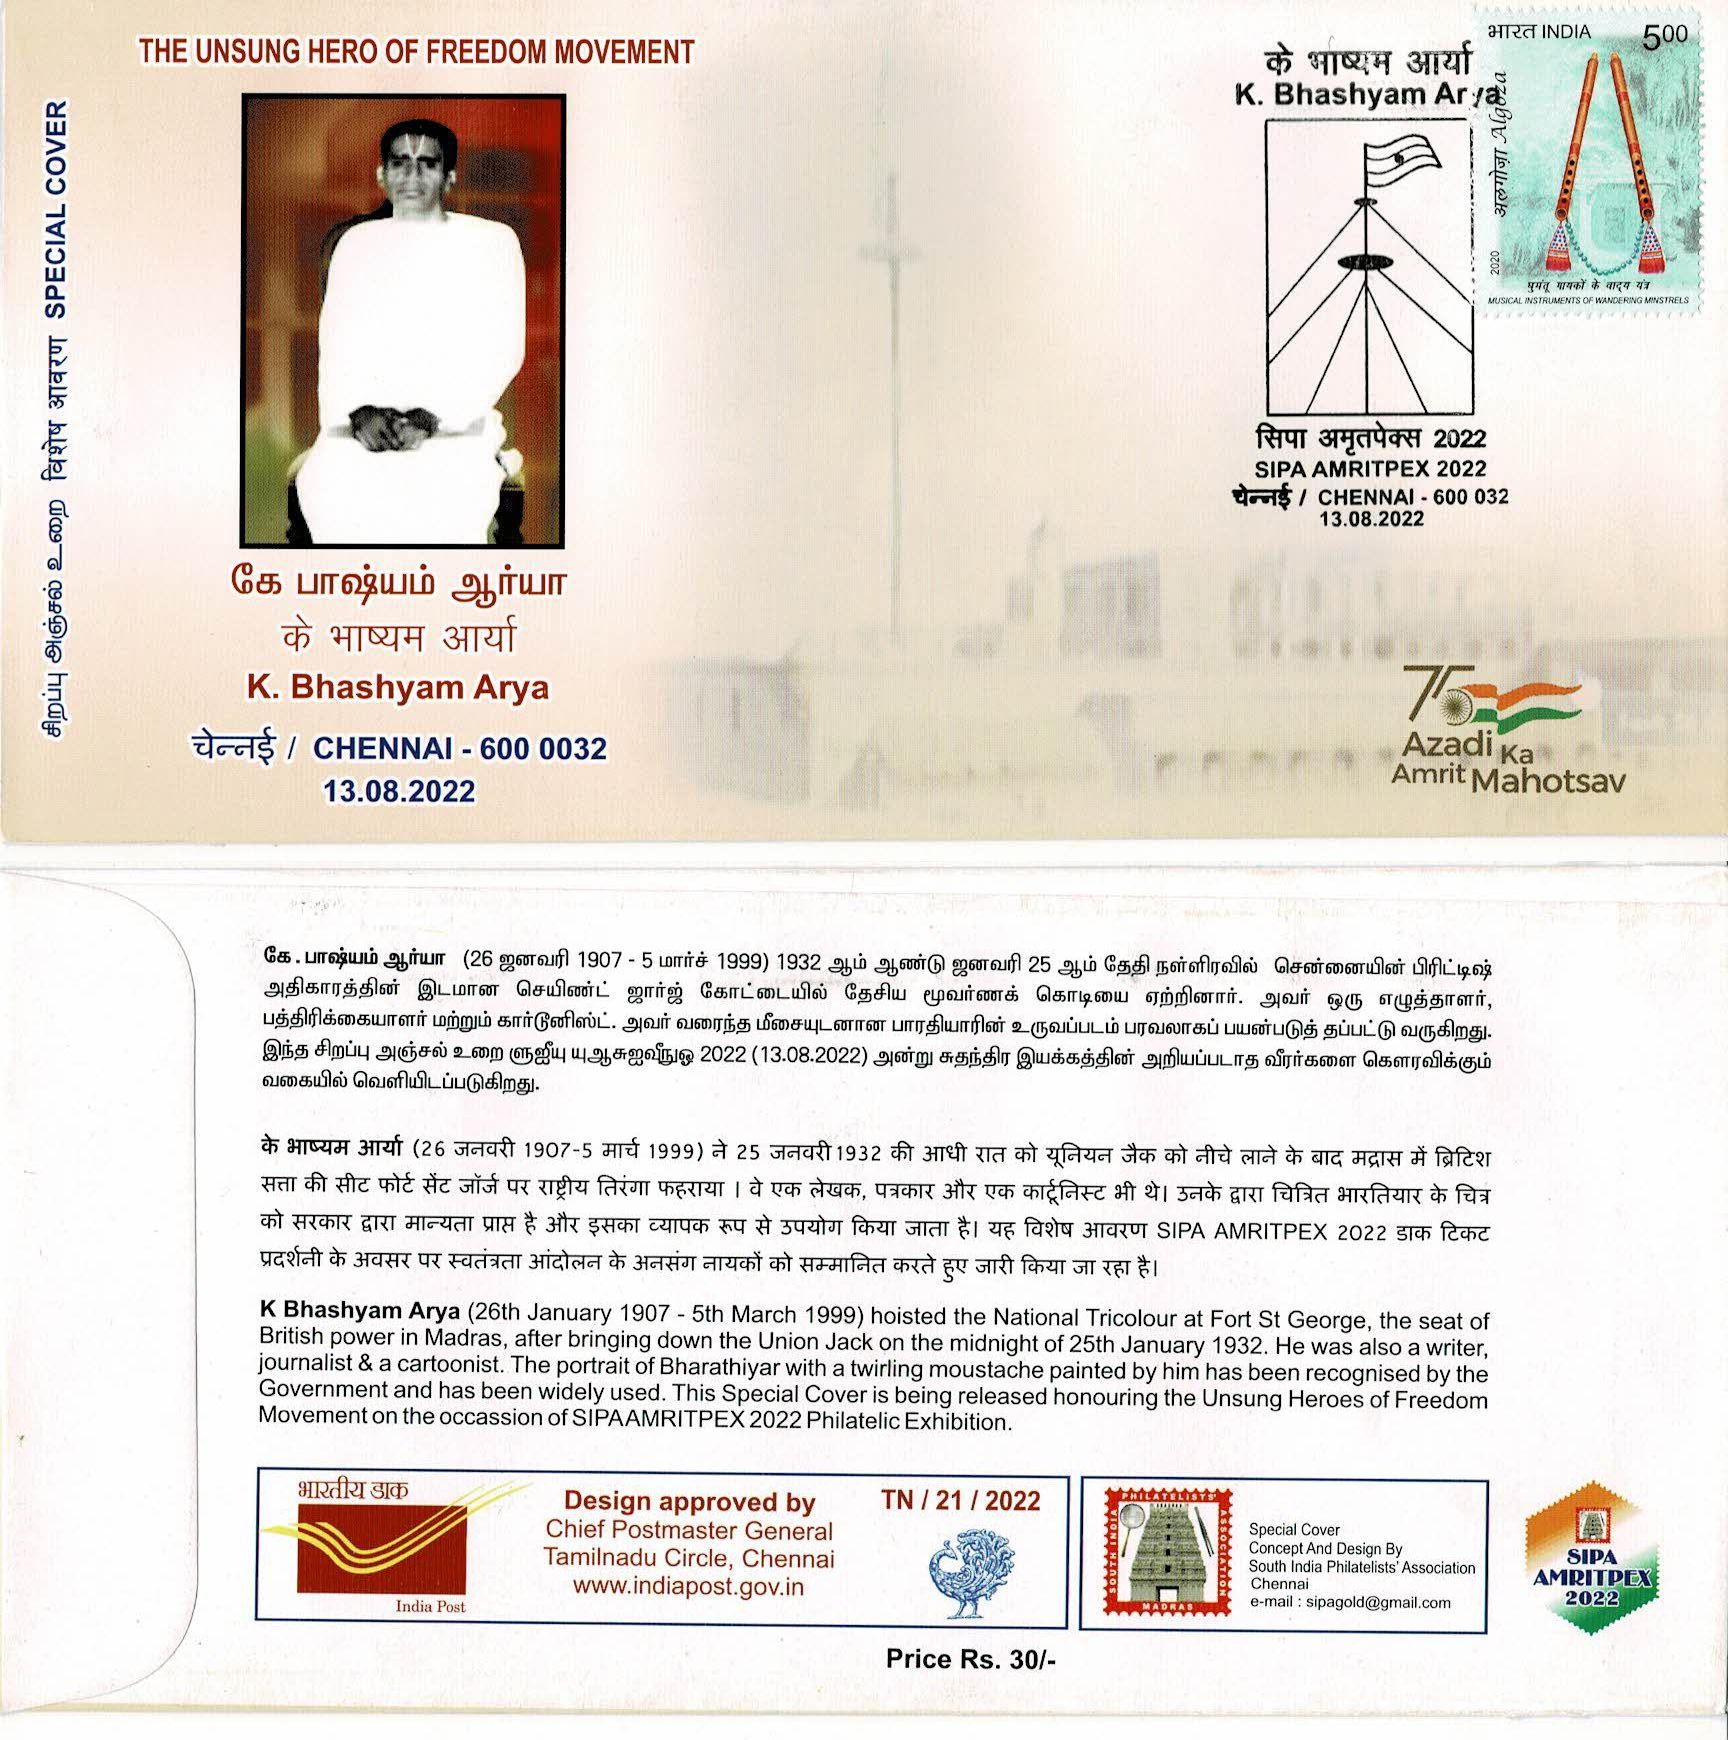 THE UNSUNG HERO OF FREEDOM MOVEMENT
சிறப்பு அஞ்சல் உறை विशेष आवरण SPECIAL COVER
கே பாஷ்யம் ஆர்யா
के भाष्यम आर्या
K. Bhashyam Arya
चेन्नई / CHENNAI - 600 0032
13.08.2022
के भाष्यम आर्या
K. Bhashyam Arya
सिपा अमृतपेक्स 2022
SIPA AMRITPEX 2022
चेन्नई / CHENNAI - 600 032
13.08.2022
भारत INDIA 500
अलगोज़ा Algoza
2020
घुमंतू गायकों के वाद्य यंत्र
MUSICAL INSTRUMENTS OF WANDERING MINSTRELS
75
Azadi Ka
Amrit Mahotsav
கே . பாஷ்யம் ஆர்யா (26 ஜனவரி 1907 - 5 மார்ச் 1999) 1932 ஆம் ஆண்டு ஜனவரி 25 ஆம் தேதி நள்ளிரவில் சென்னையின் பிரிட்டிஷ்
அதிகாரத்தின் இடமான செயிண்ட் ஜார்ஜ் கோட்டையில் தேசிய மூவர்ணக் கொடியை ஏற்றினார். அவர் ஒரு எழுத்தாளர்,
பத்திரிக்கையாளர் மற்றும் கார்டூனிஸ்ட். அவர் வரைந்த மீசையுடனான பாரதியாரின் உருவப்படம் பரவலாகப் பயன்படுத் தப்பட்டு வருகிறது.
இந்த சிறப்பு அஞ்சல் உறை ளுஐீயு யுஆசுஐவீநுஓ 2022 (13.08.2022) அன்று சுதந்திர இயக்கத்தின் அறியப்படாத வீரர்களை கௌரவிக்கும்
வகையில் வெளியிடப்படுகிறது.
के भाष्यम आर्या (26 जनवरी 1907-5 मार्च 1999) ने 25 जनवरी 1932 की आधी रात को यूनियन जैक को नीचे लाने के बाद मद्रास में ब्रिटिश
सत्ता की सीट फोर्ट सेंट जॉर्ज पर राष्ट्रीय तिरंगा फहराया । वे एक लेखक, पत्रकार और एक कार्टूनिस्ट भी थे। उनके द्वारा चित्रित भारतियार के चित्र
को सरकार द्वारा मान्यता प्राप्त है और इसका व्यापक रूप से उपयोग किया जाता है। यह विशेष आवरण SIPA AMRITPEX 2022 डाक टिकट
प्रदर्शनी के अवसर पर स्वतंत्रता आंदोलन के अनसंग नायकों को सम्मानित करते हुए जारी किया जा रहा है।
K Bhashyam Arya (26th January 1907 - 5th March 1999) hoisted the National Tricolour at Fort St George, the seat of
British power in Madras, after bringing down the Union Jack on the midnight of 25th January 1932. He was also a writer,
journalist & a cartoonist. The portrait of Bharathiyar with a twirling moustache painted by him has been recognised by the
Government and has been widely used. This Special Cover is being released honouring the Unsung Heroes of Freedom
Movement on the occassion of SIPA AMRITPEX 2022 Philatelic Exhibition.
भारतीय डाक
India Post
Design approved by
Chief Postmaster General
Tamilnadu Circle, Chennai
www.indiapost.gov.in
TN / 21 / 2022
SOUTH INDIA PHILATELISTS' ASSOCIATION
MADRAS
Special Cover
Concept And Design By
South India Philatelists' Association
Chennai
e-mail : sipagold@gmail.com
SIPA
AMRITPEX
2022
Price Rs. 30/-